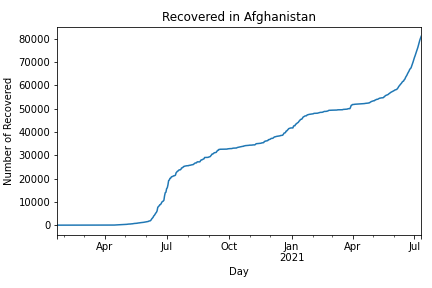 Recovered in Afghanistan
Number of Recovered
80000
70000
60000
50000
40000
30000
20000
10000
0
Apr Jul Oct Jan Apr Jul
2021
Day